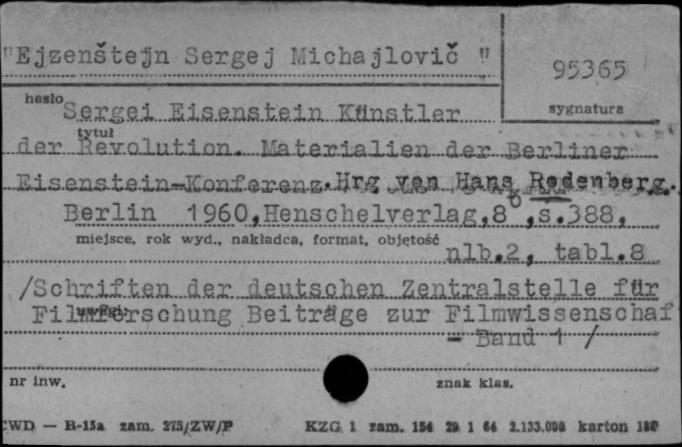 "Ejzenštejn Sergej Michajlovič "
95365
hasło
sygnatura
Sergei Eisenstein Künstler
tytuł
der Revolution. Materialien der Berliner
Eisenstein-Konferenz. Hrg von Hans Rodenberg.
Berlin 1960, Henschelverlag, 8°, s.388,
miejsce, rok wyd., nakładca, format, objętość
nlb.2, tabl.8
/Schriften der deutschen Zentralstelle für
uwagi:
Filmforschung Beiträge zur Filmwissenschaf
- Band 1 /
nr inw.
znak klas.
CWD — B-15a zam. 275/ZW/P
KZG 1 zam. 154 29 1 64 2.133.000 karton